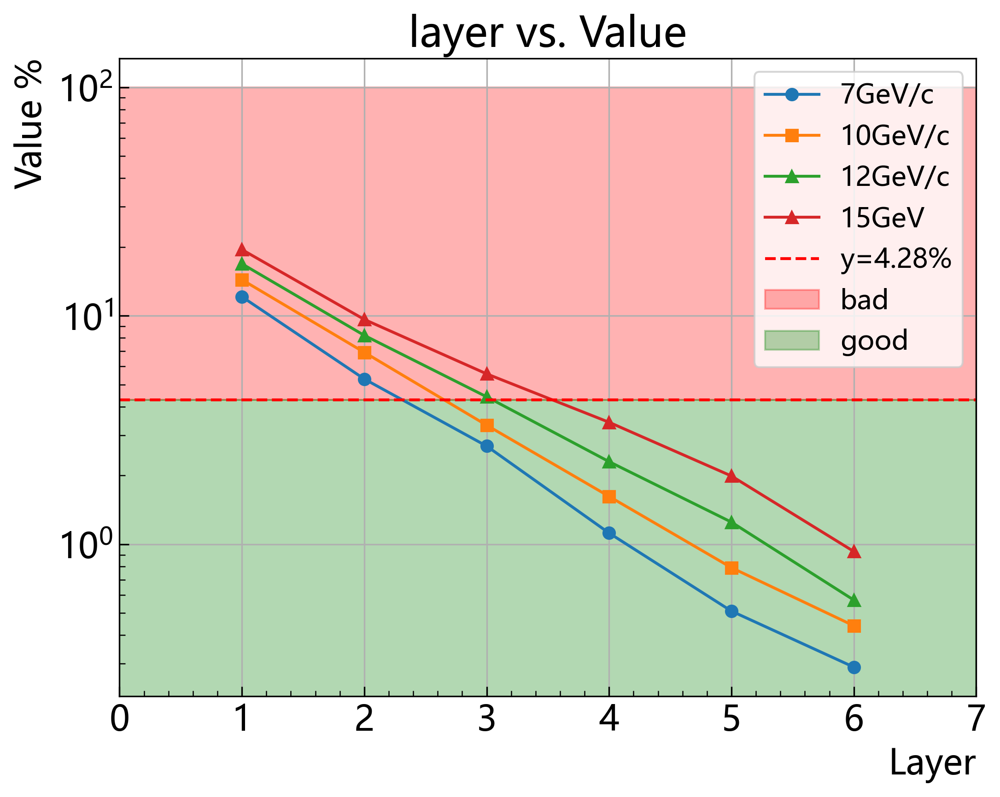 layer vs. Value
Value %
10²
10¹
10⁰
7GeV/c
10GeV/c
12GeV/c
15GeV
y=4.28%
bad
good
0 1 2 3 4 5 6 7
Layer